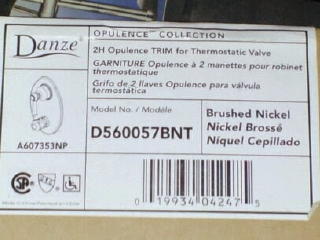 Danze
OPULENCE COLLECTION
2H Opulence TRIM for Thermostatic Valve
GARNITURE Opulence à 2 manettes pour robinet
thermostatique
Grifo de 2 llaves Opulence para válvula
termostática
A607353NP
Model No. / Modèle
D560057BNT
Brushed Nickel
Nickel Brossé
Níquel Cepillado
0 19934 04247 5